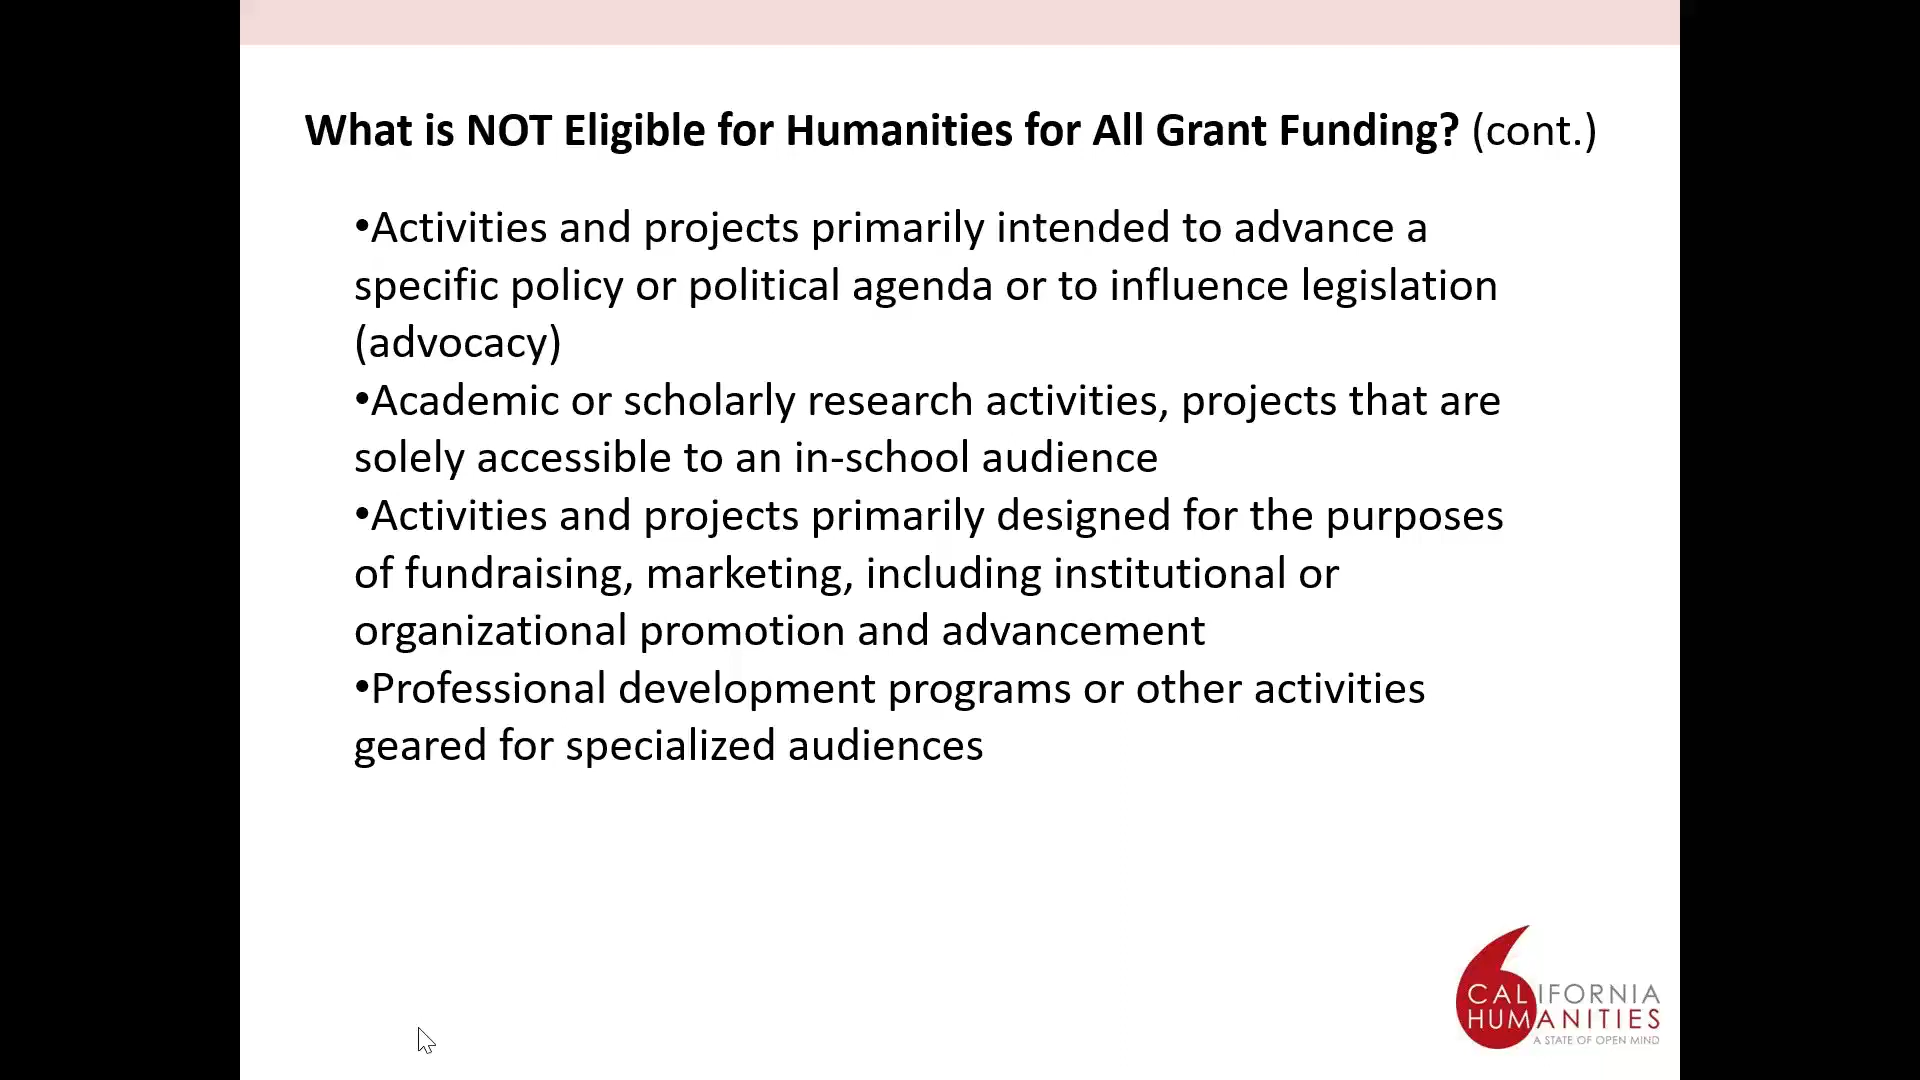 What is NOT Eligible for Humanities for All Grant Funding? (cont.)
•Activities and projects primarily intended to advance a
specific policy or political agenda or to influence legislation
(advocacy)
•Academic or scholarly research activities, projects that are
solely accessible to an in-school audience
•Activities and projects primarily designed for the purposes
of fundraising, marketing, including institutional or
organizational promotion and advancement
•Professional development programs or other activities
geared for specialized audiences
CALIFORNIA
HUMANITIES
A STATE OF OPEN MIND